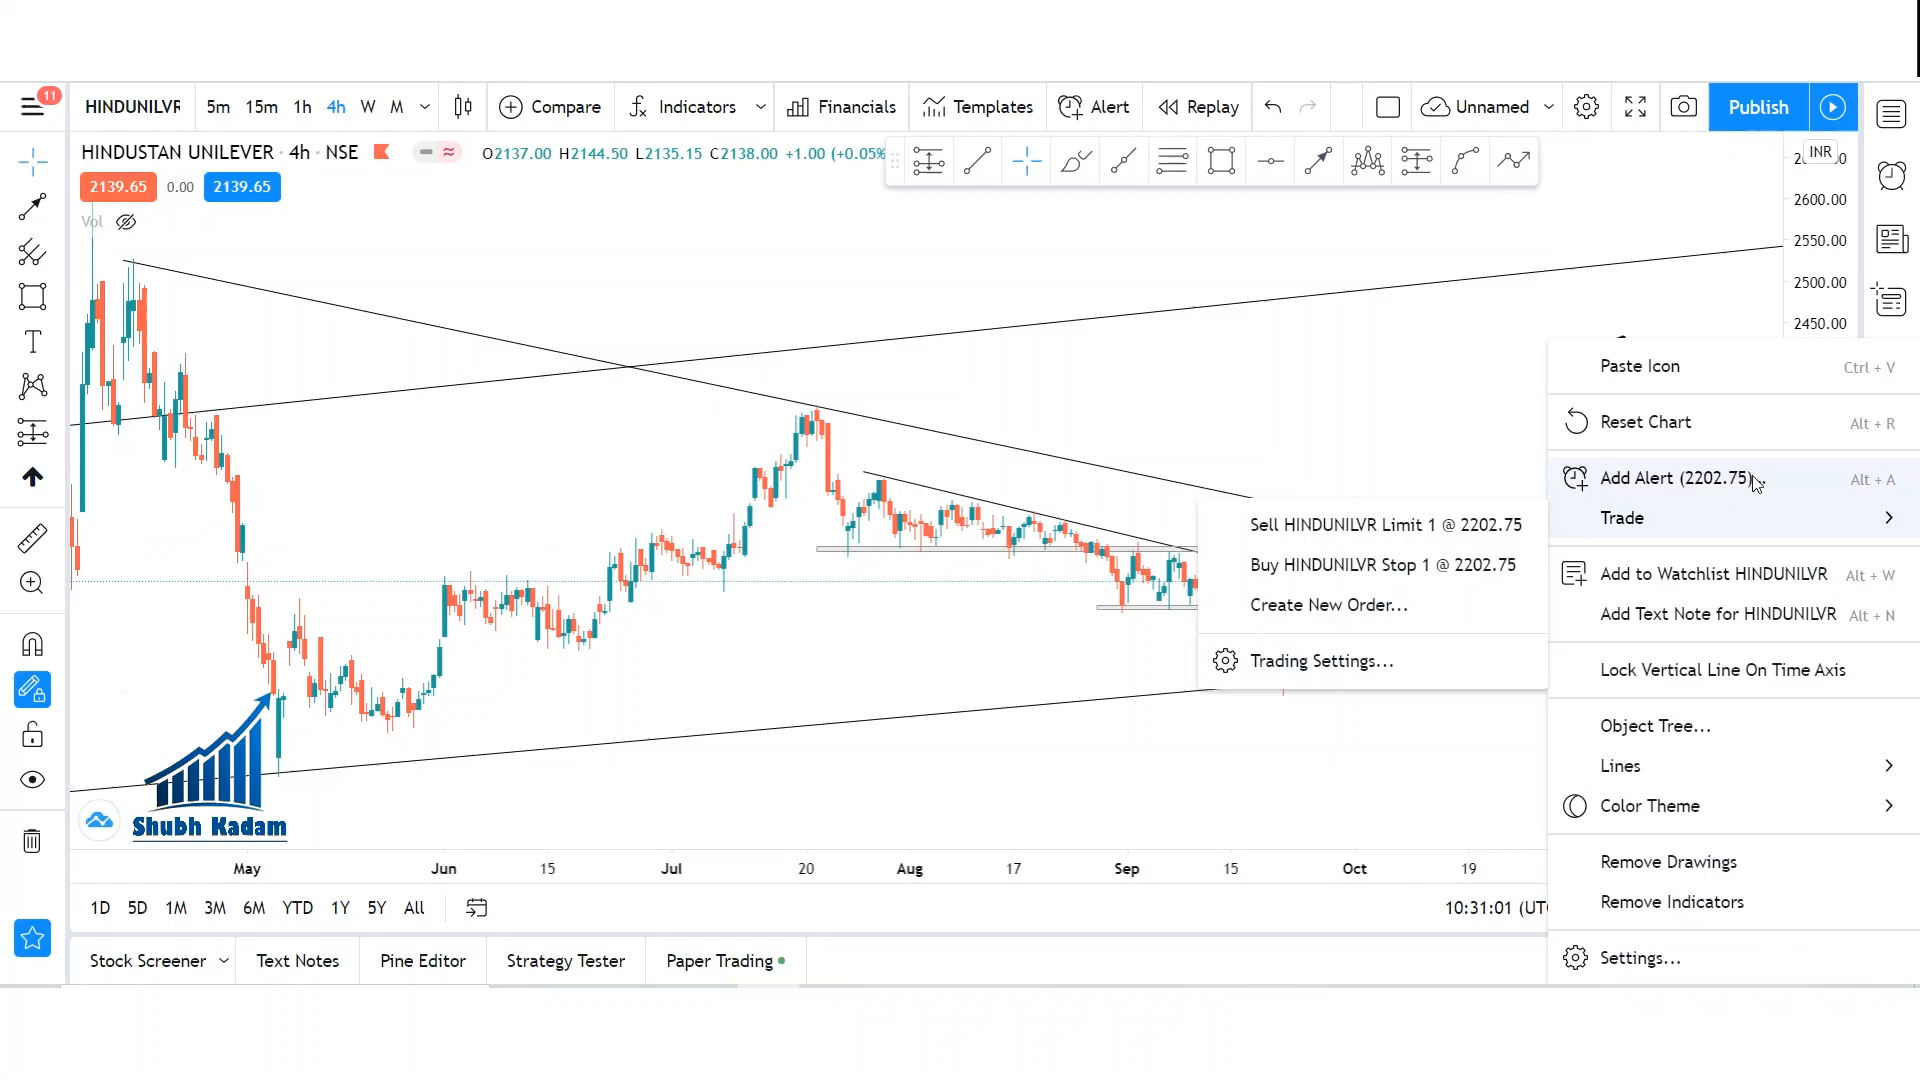 11
HINDUNILVR 5m 15m 1h 4h W M Compare Indicators Financials Templates Alert Replay Unnamed Publish
HINDUSTAN UNILEVER · 4h · NSE O2137.00 H2144.50 L2135.15 C2138.00 +1.00 (+0.05%
INR
2139.65 0.00 2139.65
Vol
2600.00
2550.00
2500.00
2450.00
Paste Icon Ctrl + V
Reset Chart Alt + R
Add Alert (2202.75)... Alt + A
Trade
Sell HINDUNILVR Limit 1 @ 2202.75
Buy HINDUNILVR Stop 1 @ 2202.75
Create New Order...
Trading Settings...
Add to Watchlist HINDUNILVR Alt + W
Add Text Note for HINDUNILVR Alt + N
Lock Vertical Line On Time Axis
Object Tree...
Lines
Color Theme
Remove Drawings
Remove Indicators
Settings...
Shubh Kadam
May Jun 15 Jul 20 Aug 17 Sep 15 Oct 19
1D 5D 1M 3M 6M YTD 1Y 5Y All 10:31:01 (UTC
Stock Screener Text Notes Pine Editor Strategy Tester Paper Trading